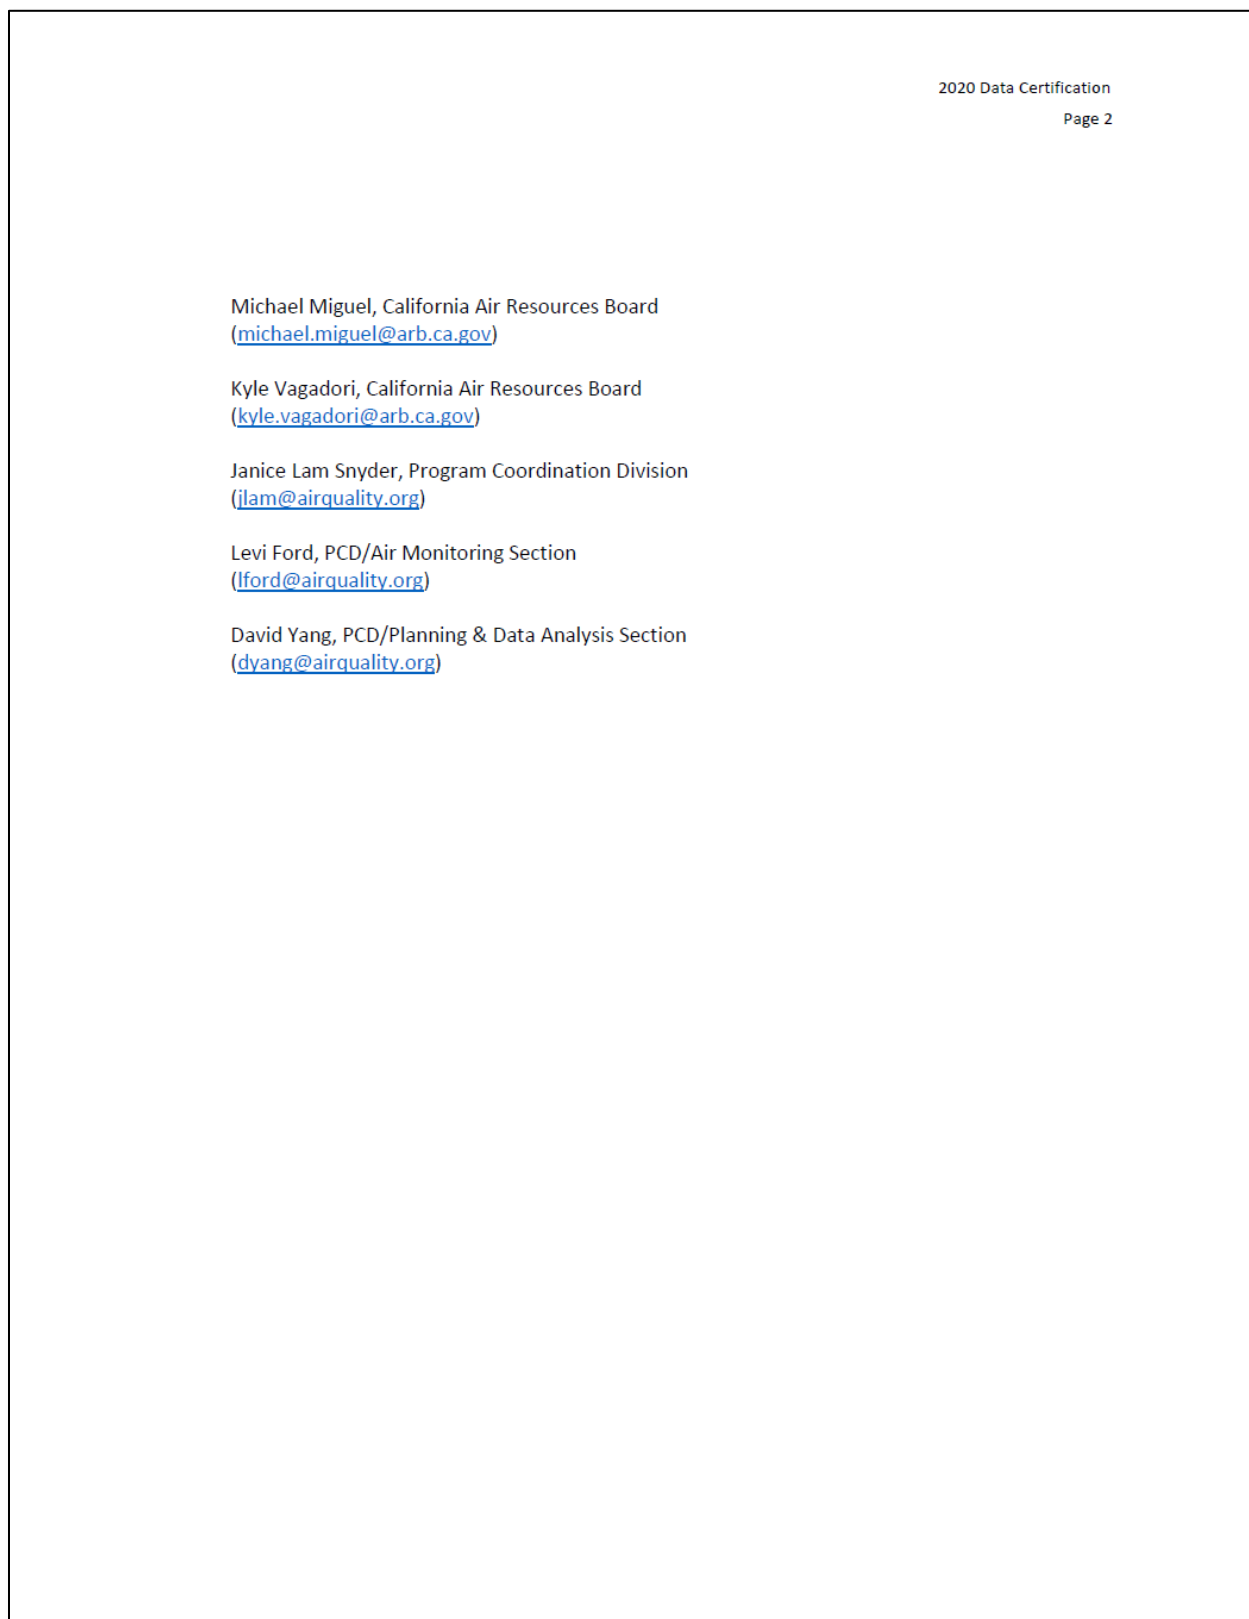 2020 Data Certification
Page 2
Michael Miguel, California Air Resources Board
(michael.miguel@arb.ca.gov)
Kyle Vagadori, California Air Resources Board
(kyle.vagadori@arb.ca.gov)
Janice Lam Snyder, Program Coordination Division
(jlam@airquality.org)
Levi Ford, PCD/Air Monitoring Section
(lford@airquality.org)
David Yang, PCD/Planning & Data Analysis Section
(dyang@airquality.org)